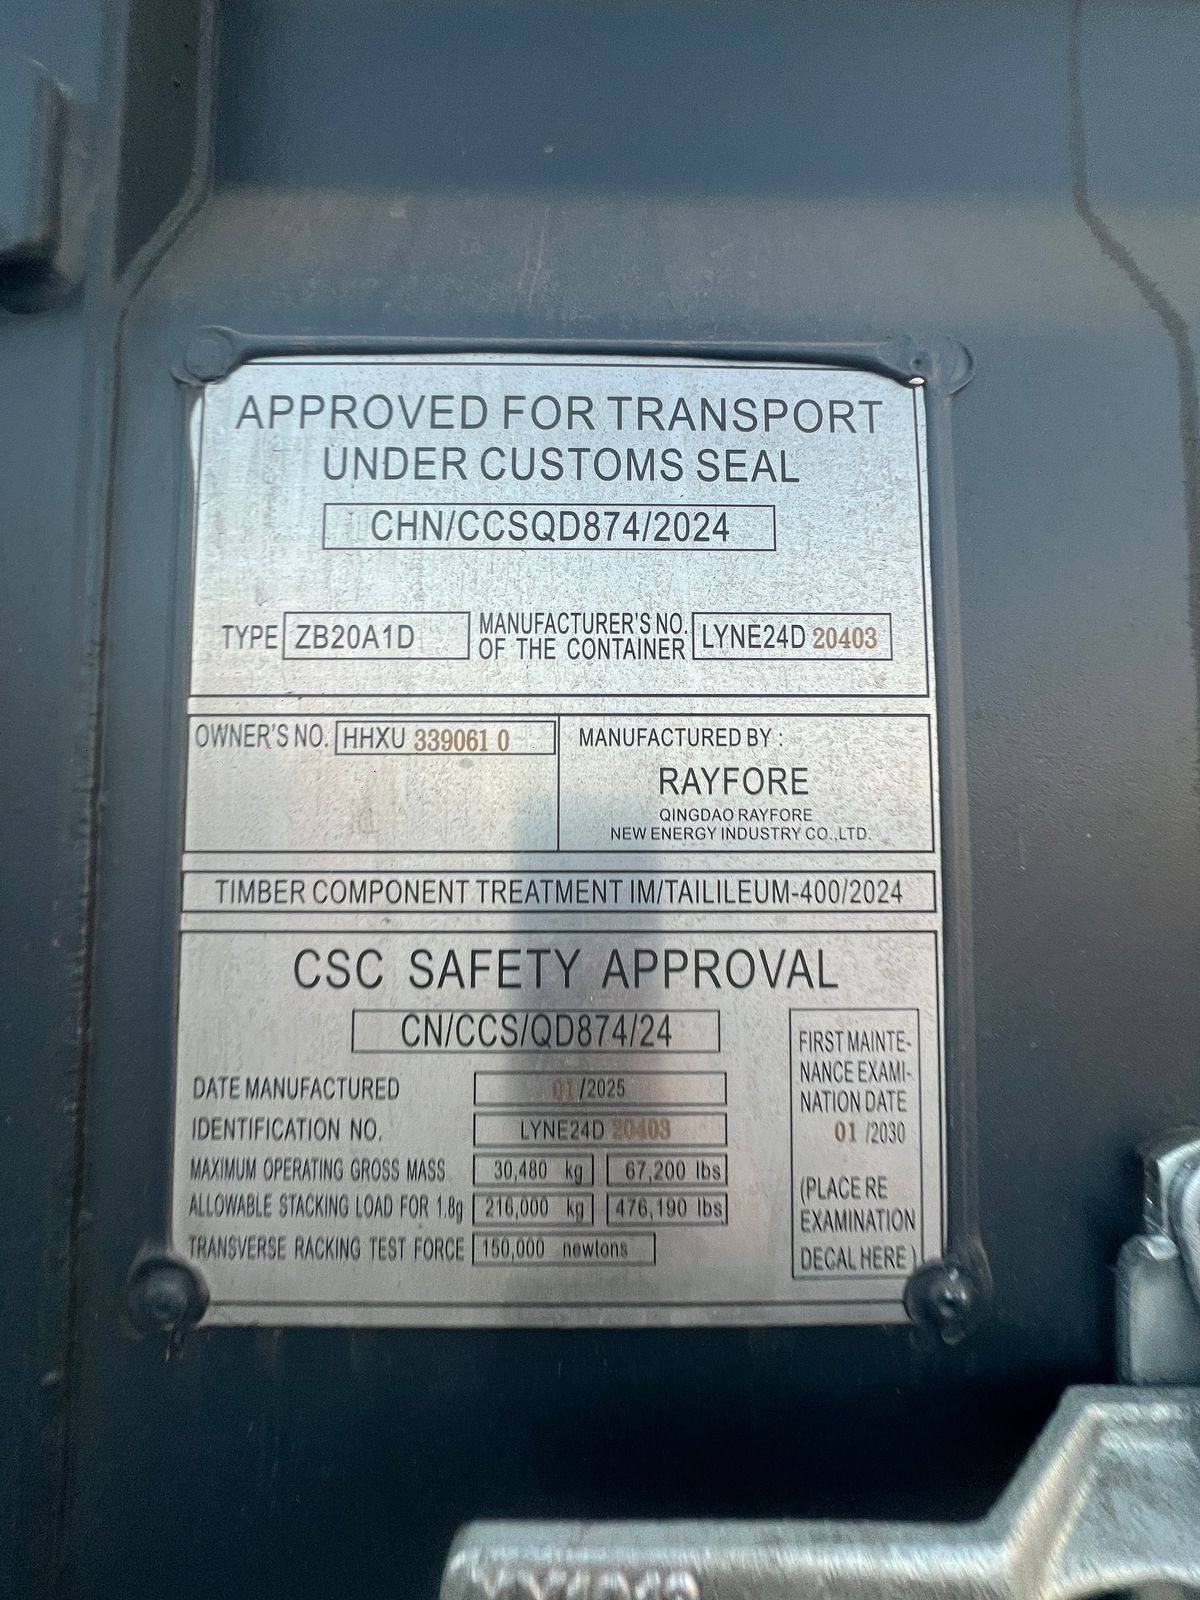 APPROVED FOR TRANSPORT
UNDER CUSTOMS SEAL
CHN/CCSQD874/2024
TYPE ZB20A1D MANUFACTURER'S NO. OF THE CONTAINER LYNE24D 20403
OWNER'S NO. HHXU 339061 0
MANUFACTURED BY :
RAYFORE
QINGDAO RAYFORE
NEW ENERGY INDUSTRY CO.,LTD.
TIMBER COMPONENT TREATMENT IM/TAILILEUM-400/2024
CSC SAFETY APPROVAL
CN/CCS/QD874/24
DATE MANUFACTURED 01/2025
IDENTIFICATION NO. LYNE24D 20403
MAXIMUM OPERATING GROSS MASS 30,480 kg 67,200 lbs
ALLOWABLE STACKING LOAD FOR 1.8g 216,000 kg 476,190 lbs
TRANSVERSE RACKING TEST FORCE 150,000 newtons
FIRST MAINTE-
NANCE EXAMI-
NATION DATE
01 /2030
(PLACE RE
EXAMINATION
DECAL HERE )